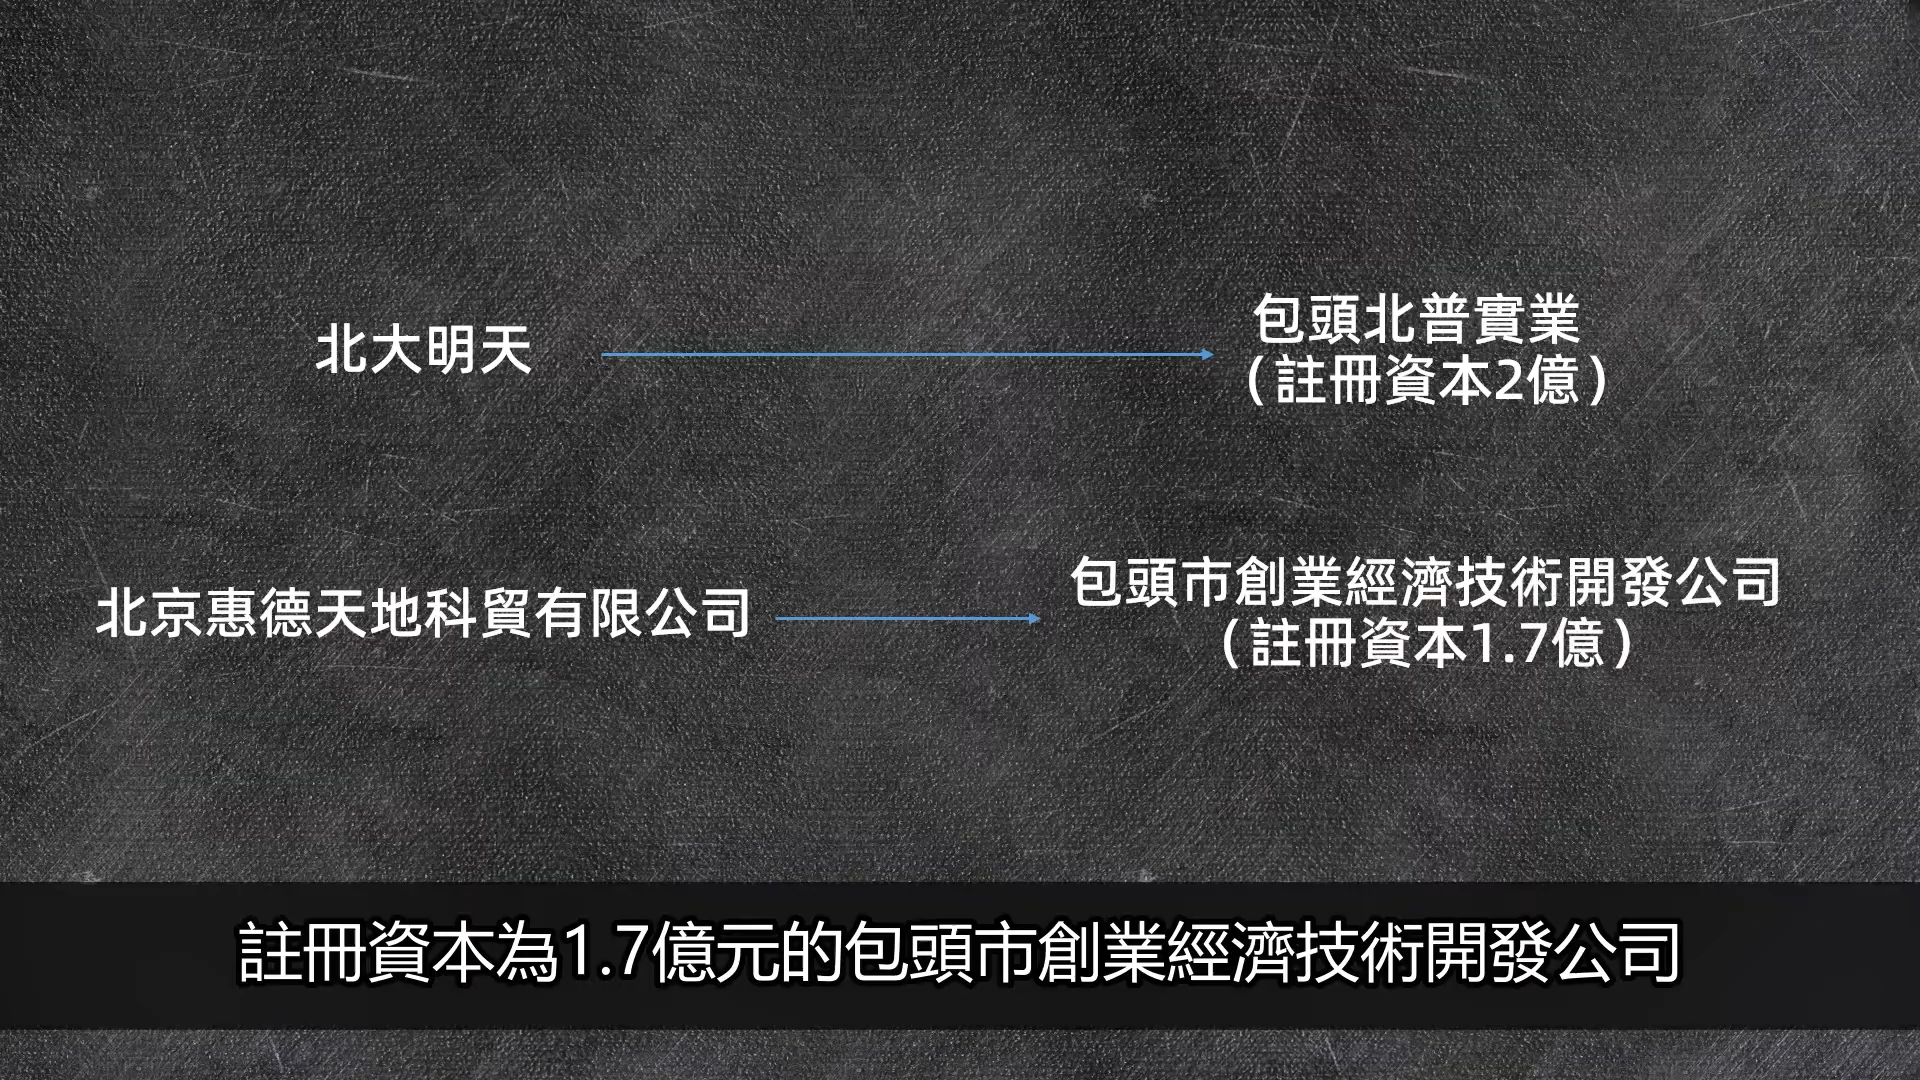 北大明天
包頭北普實業
（註冊資本2億）
北京惠德天地科貿有限公司
包頭市創業經濟技術開發公司
（註冊資本1.7億）
註冊資本為1.7億元的包頭市創業經濟技術開發公司